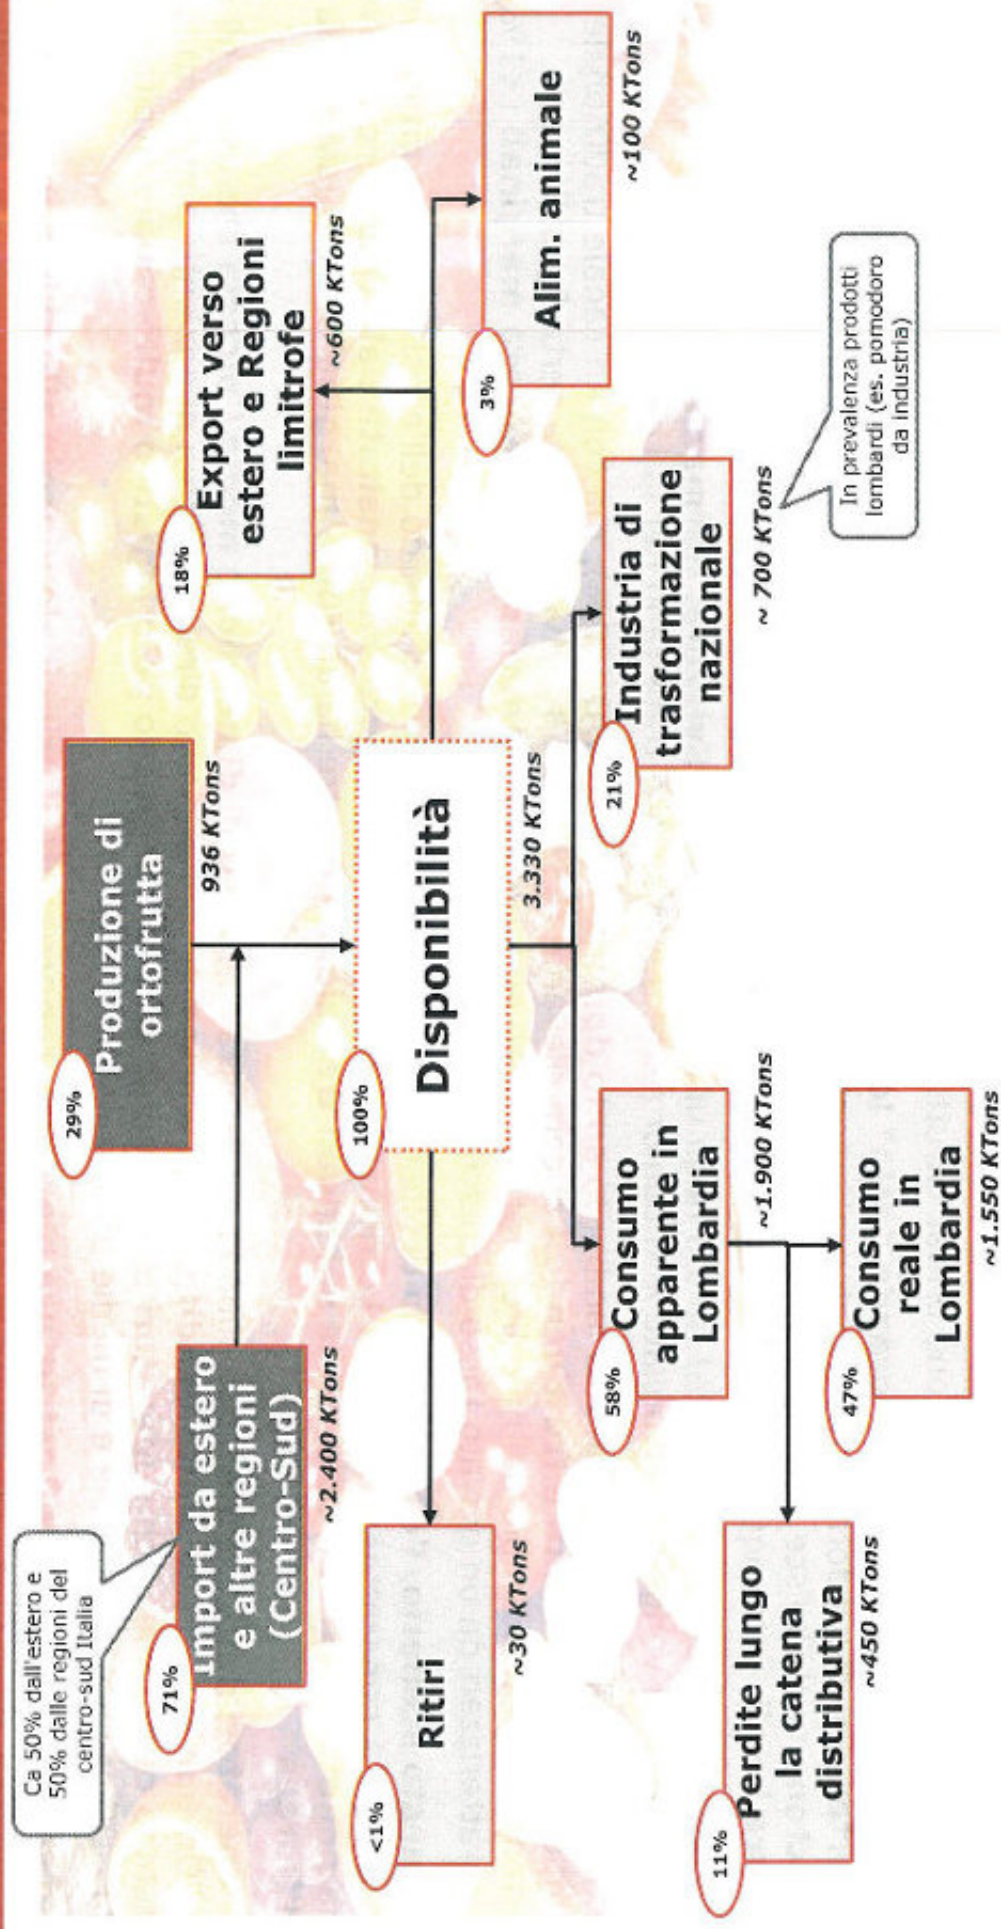 Ca 50% dall'estero e
50% dalle regioni del
centro-sud Italia
71%
Import da estero
e altre regioni
(Centro-Sud)
~2.400 KTons
29%
Produzione di
ortofrutta
936 KTons
18%
Export verso
estero e Regioni
limitrofe
~600 KTons
<1%
Ritiri
~30 KTons
100%
Disponibilità
3.330 KTons
3%
Alim. animale
~100 KTons
58%
Consumo
apparente in
Lombardia
~1.900 KTons
21%
Industria di
trasformazione
nazionale
~ 700 KTons
In prevalenza prodotti
lombardi (es. pomodoro
da industria)
11%
Perdite lungo
la catena
distributiva
~450 KTons
47%
Consumo
reale in
Lombardia
~1.550 KTons